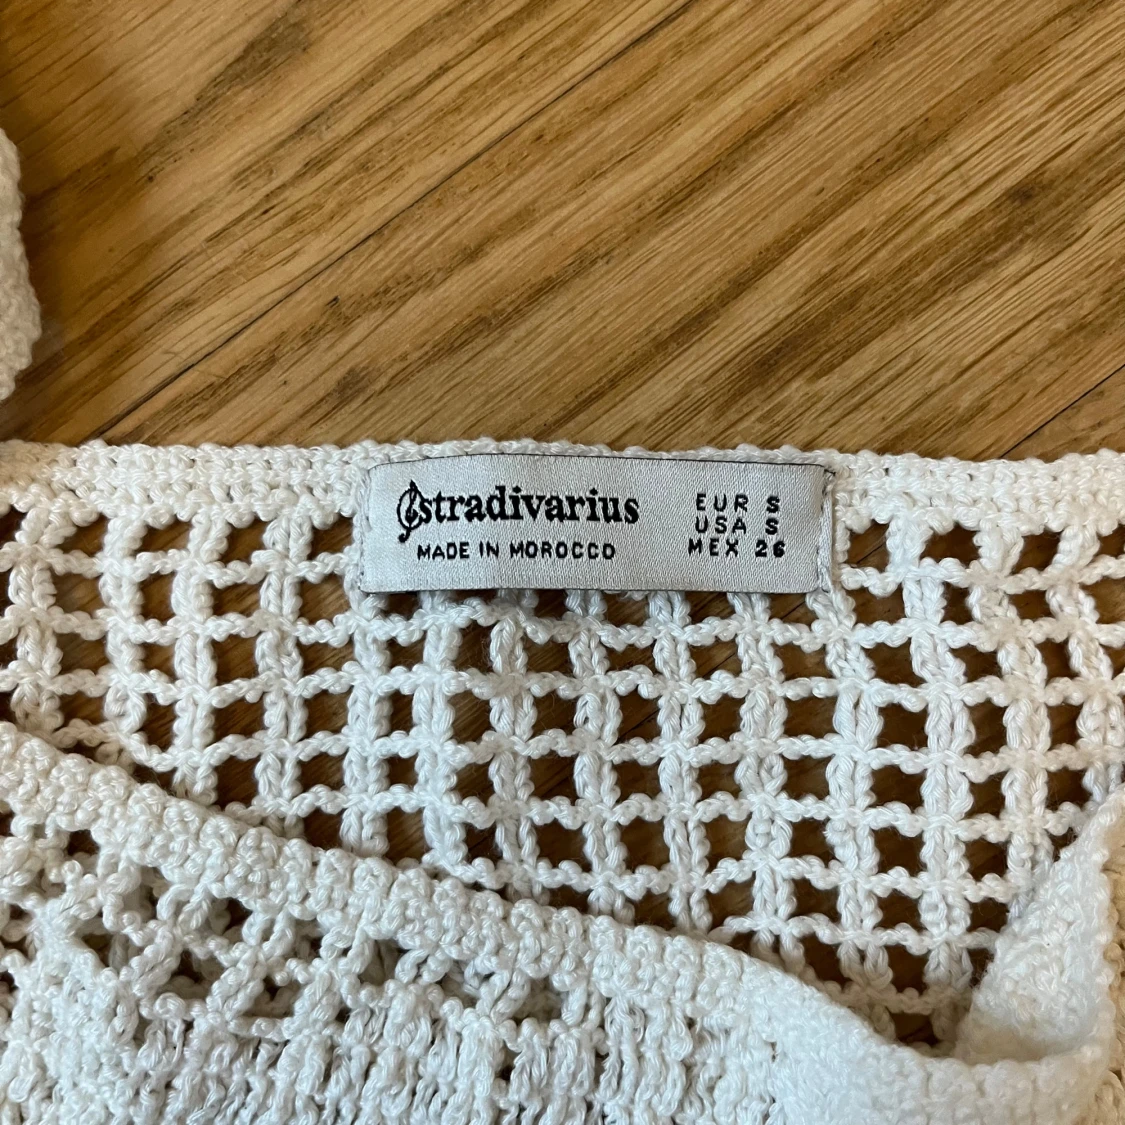 stradivarius
MADE IN MOROCCO
EUR S
USA S
MEX 26